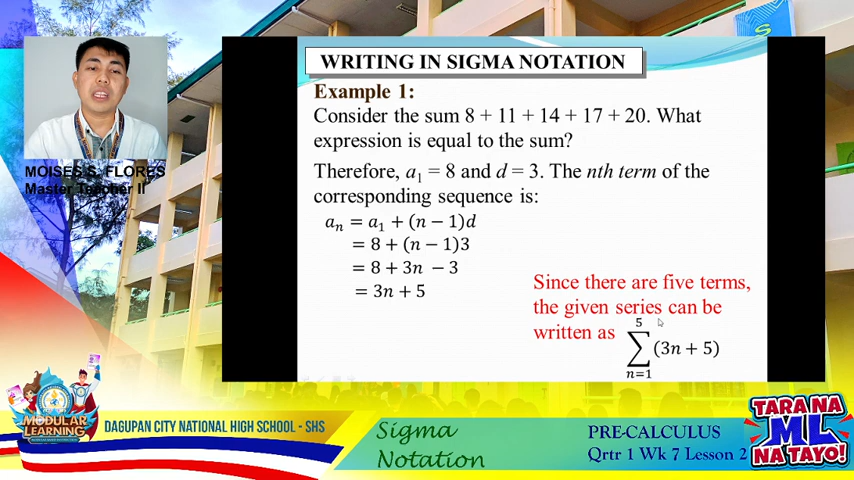 WRITING IN SIGMA NOTATION
Example 1:
Consider the sum 8 + 11 + 14 + 17 + 20. What
expression is equal to the sum?
Therefore, a₁ = 8 and d = 3. The nth term of the
corresponding sequence is:
aₙ = a₁ + (n − 1)d
= 8 + (n − 1)3
= 8 + 3n − 3
= 3n + 5
Since there are five terms,
the given series can be
written as
5
∑ (3n + 5)
n=1
MOISES S. FLORES
Master Teacher II
MODULAR
LEARNING
DAGUPAN CITY NATIONAL HIGH SCHOOL - SHS
Sigma
Notation
PRE-CALCULUS
Qrtr 1 Wk 7 Lesson 2
TARA NA
ML
NA TAYO!